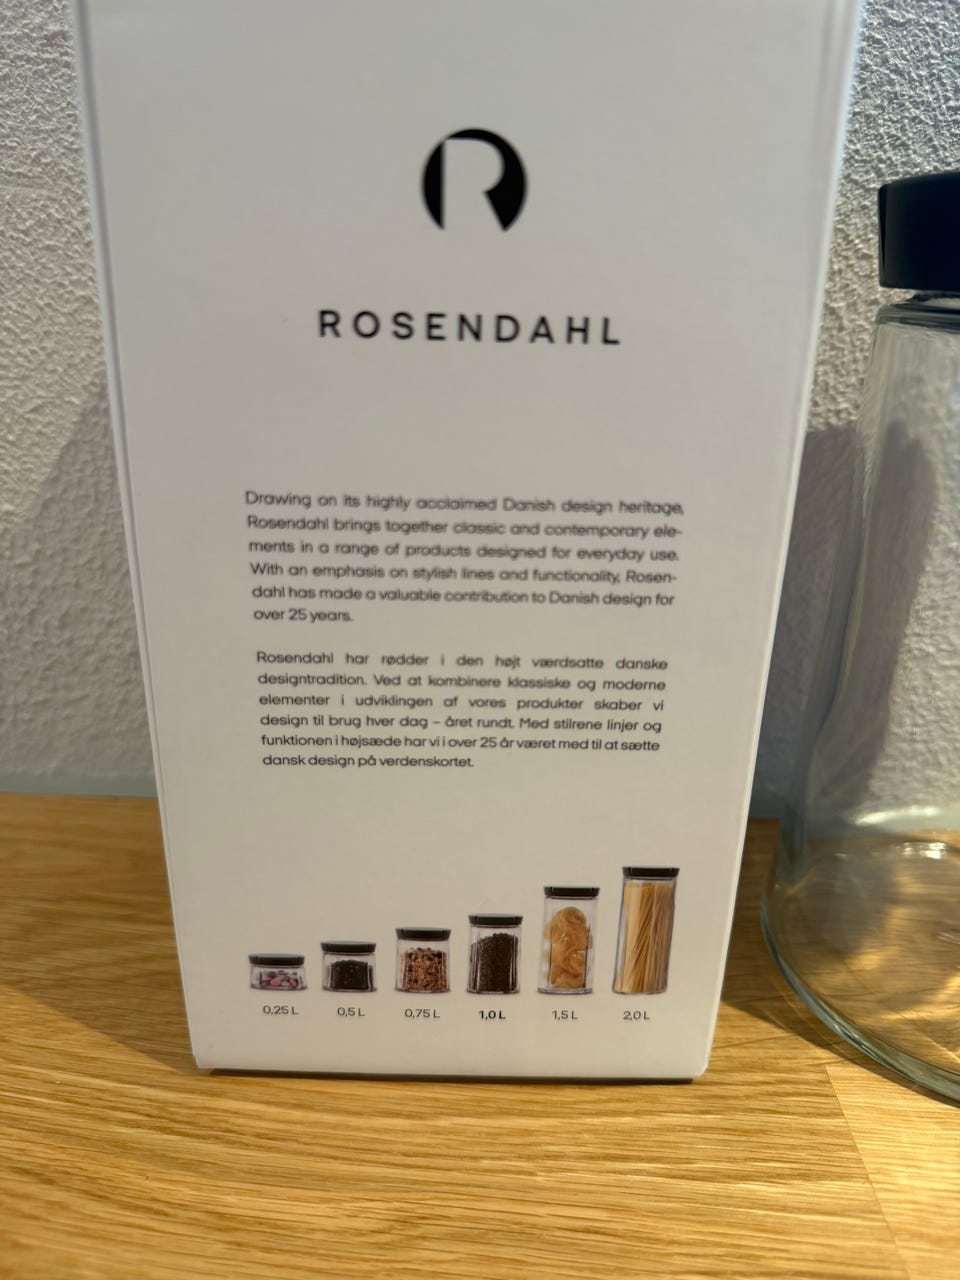 ROSENDAHL
Drawing on its highly acclaimed Danish design heritage,
Rosendahl brings together classic and contemporary ele-
ments in a range of products designed for everyday use.
With an emphasis on stylish lines and functionality, Rosen-
dahl has made a valuable contribution to Danish design for
over 25 years.
Rosendahl har rødder i den højt værdsatte danske
designtradition. Ved at kombinere klassiske og moderne
elementer i udviklingen af vores produkter skaber vi
design til brug hver dag – året rundt. Med stilrene linjer og
funktionen i højsæde har vi i over 25 år været med til at sætte
dansk design på verdenskortet.
0,25 L 0,5 L 0,75 L 1,0 L 1,5 L 2,0 L